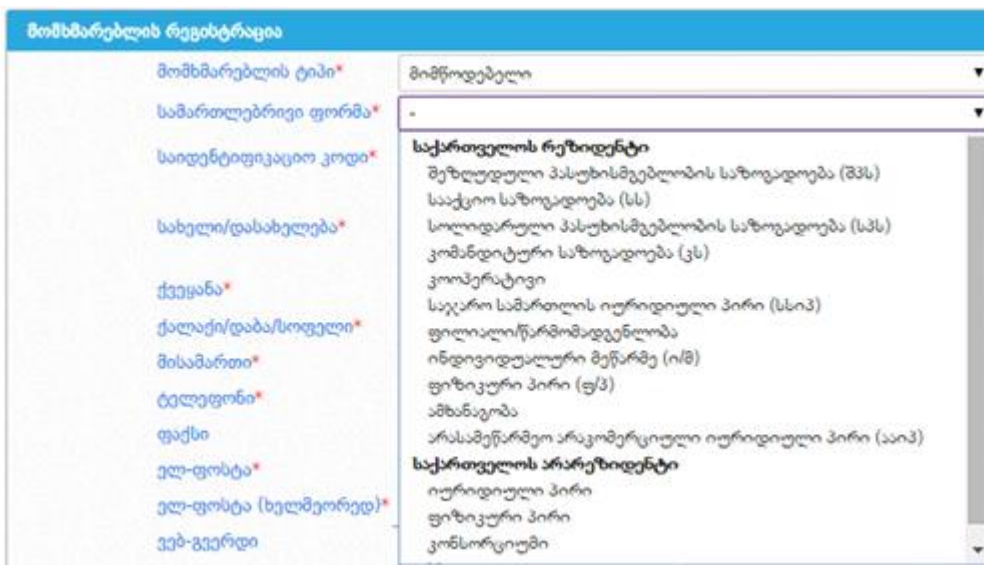 მომხმარებლის რეგისტრაცია
მომხმარებლის ტიპი*
მიმწოდებელი
სამართლებრივი ფორმა*
-
საიდენტიფიკაციო კოდი*
სახელი/დასახელება*
ქვეყანა*
ქალაქი/დაბა/სოფელი*
მისამართი*
ტელეფონი*
ფაქსი
ელ-ფოსტა*
ელ-ფოსტა (ხელმეორედ)*
ვებ-გვერდი
საქართველოს რეზიდენტი
შეზღუდული პასუხისმგებლობის საზოგადოება (შპს)
სააქციო საზოგადოება (სს)
სოლიდარული პასუხისმგებლობის საზოგადოება (სპს)
კომანდიტური საზოგადოება (კს)
კოოპერატივი
საჯარო სამართლის იურიდიული პირი (სსიპ)
ფილიალი/წარმომადგენლობა
ინდივიდუალური მეწარმე (ი/მ)
ფიზიკური პირი (ფ/პ)
ამხანაგობა
არასამეწარმეო არაკომერციული იურიდიული პირი (ააიპ)
საქართველოს არარეზიდენტი
იურიდიული პირი
ფიზიკური პირი
კონსორციუმი